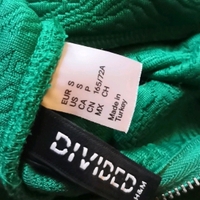 EUR S
US S
CA P
CN 165/72A
MX CH
Made in
Turkey
DIVIDED
H&M